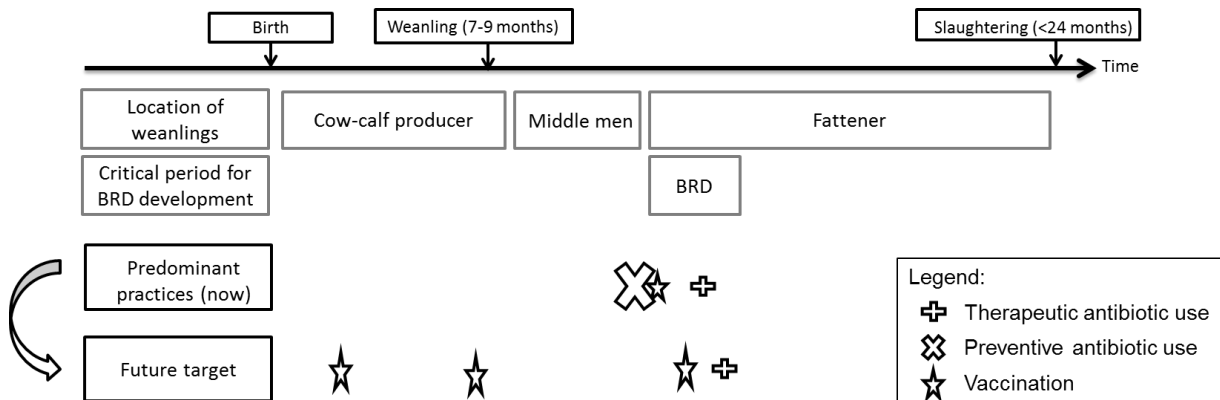 Birth
Weanling (7-9 months)
Slaughtering (<24 months)
Time
Location of
weanlings
Cow-calf producer
Middle men
Fattener
Critical period for
BRD development
BRD
Predominant
practices (now)
Future target
Legend:
Therapeutic antibiotic use
Preventive antibiotic use
Vaccination